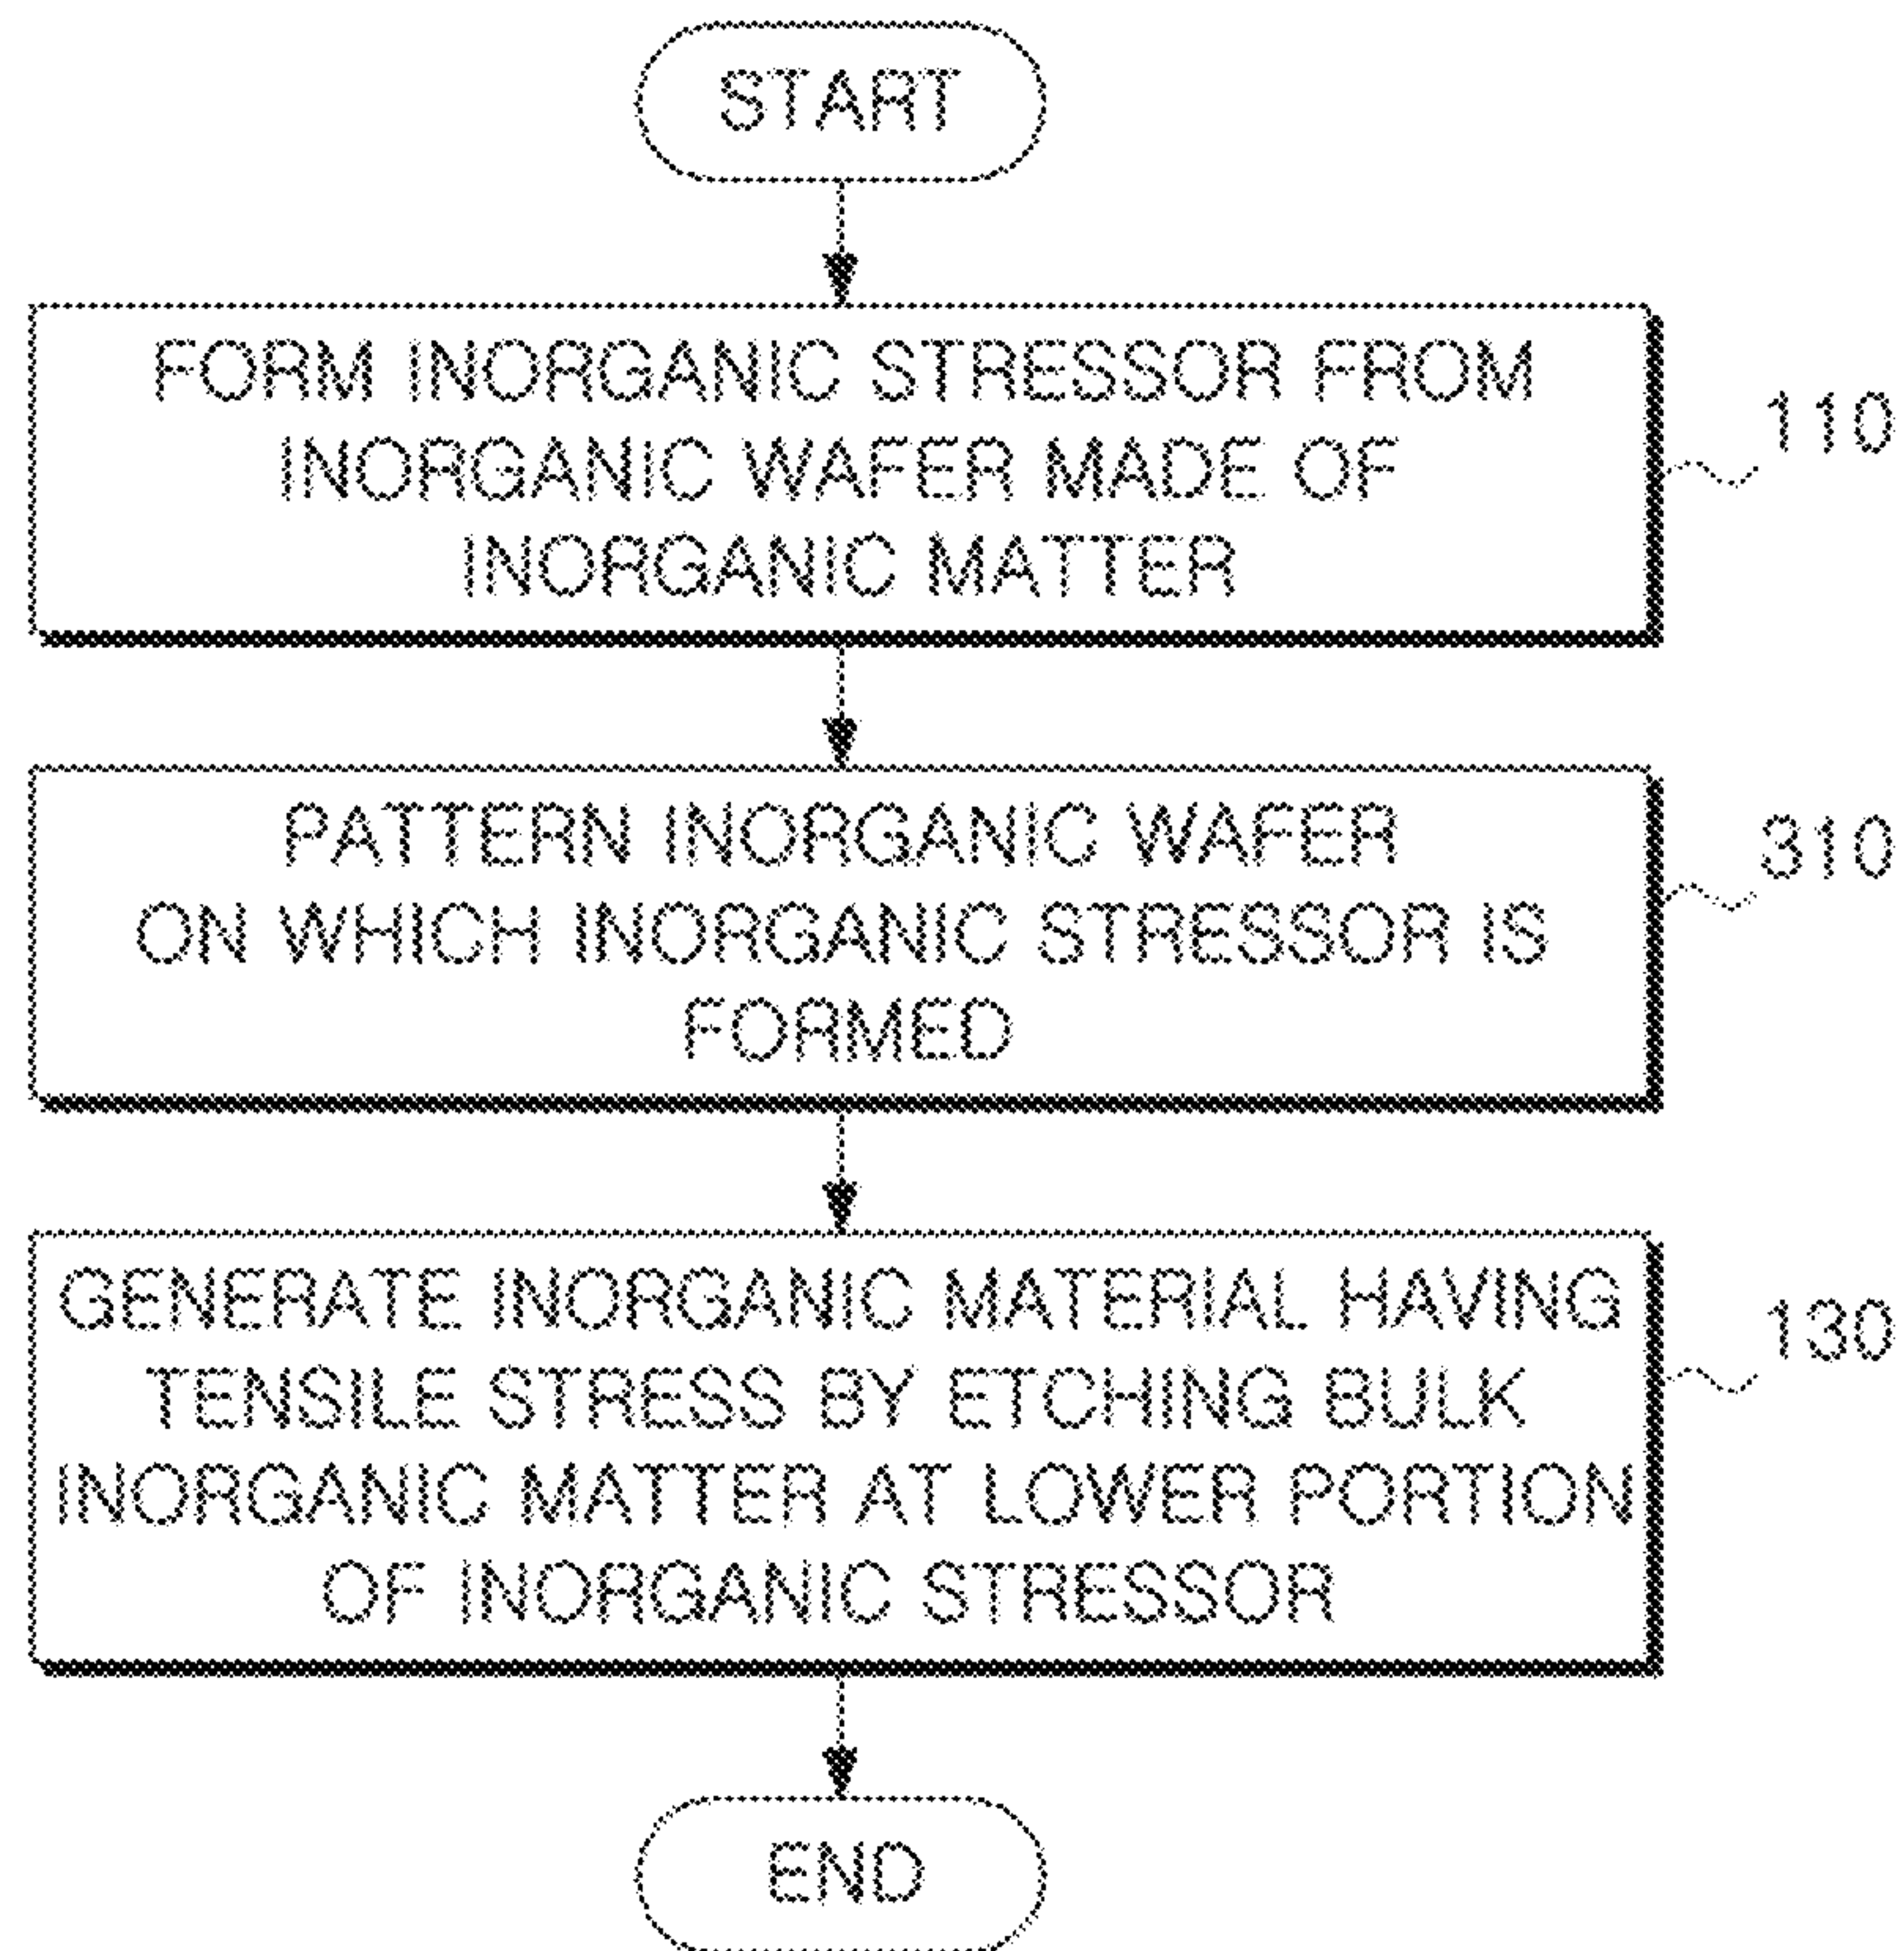 START
FORM INORGANIC STRESSOR FROM
INORGANIC WAFER MADE OF
INORGANIC MATTER
110
PATTERN INORGANIC WAFER
ON WHICH INORGANIC STRESSOR IS
FORMED
310
GENERATE INORGANIC MATERIAL HAVING
TENSILE STRESS BY ETCHING BULK
INORGANIC MATTER AT LOWER PORTION
OF INORGANIC STRESSOR
130
END